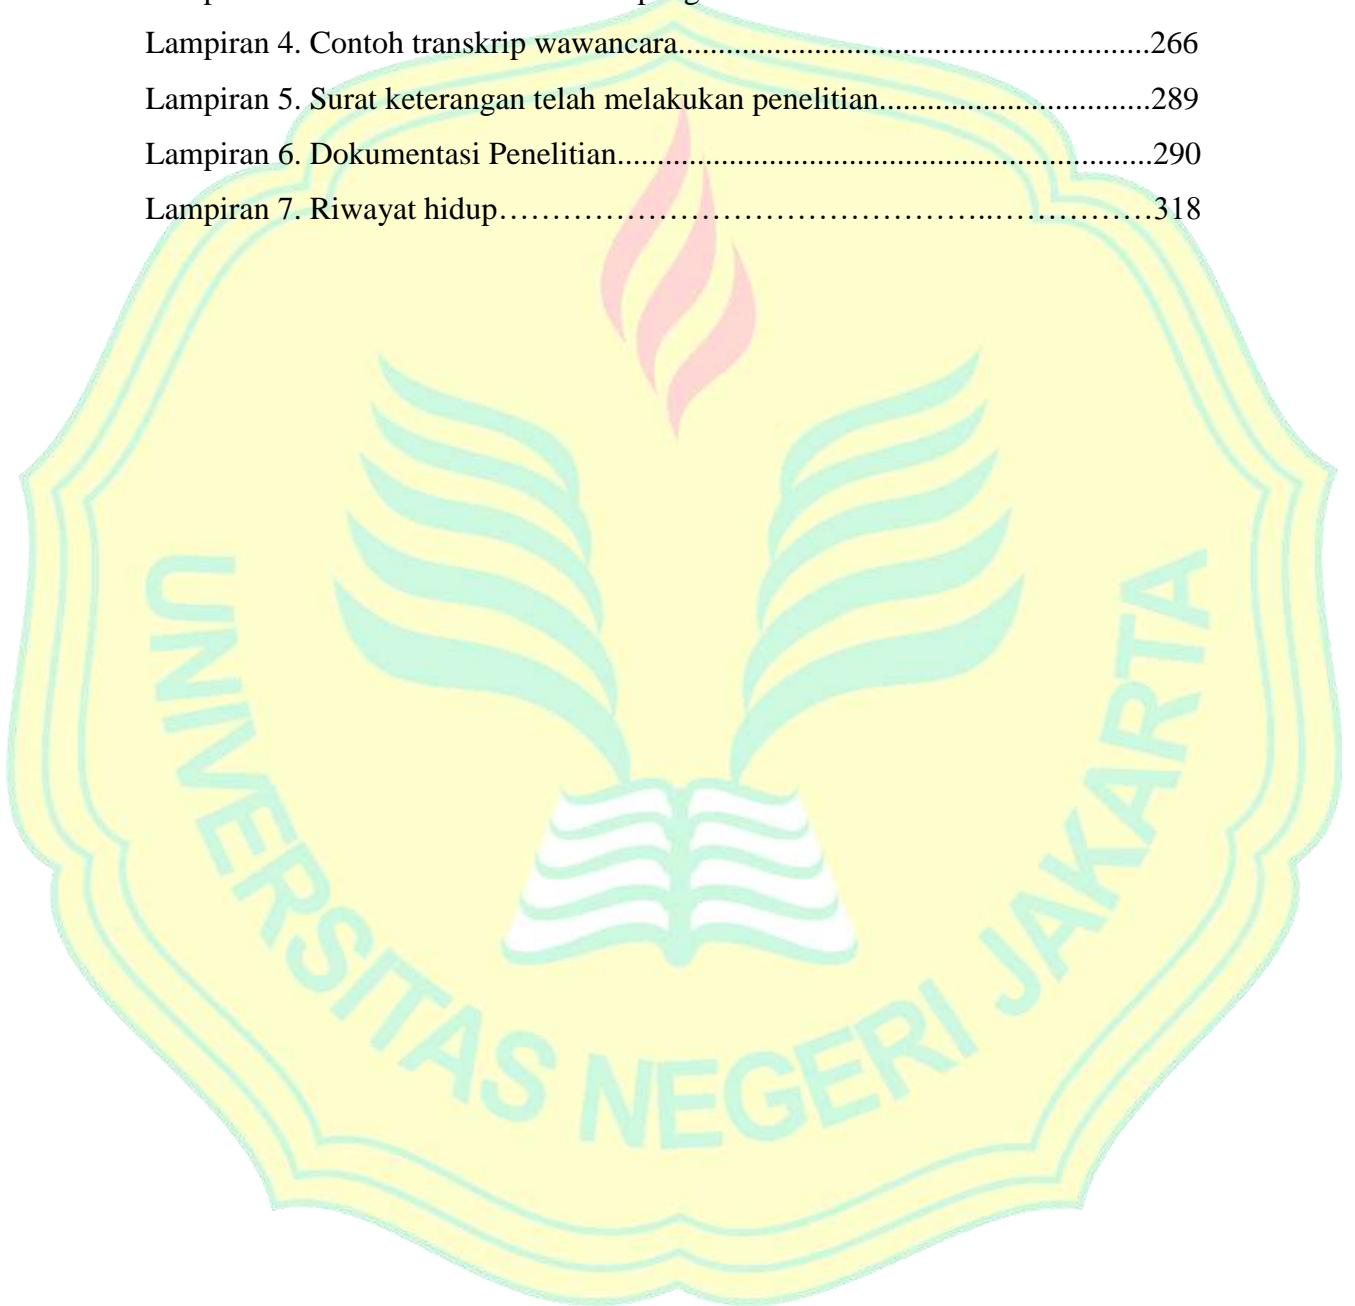 Lampiran 4. Contoh transkrip wawancara....................................................266
Lampiran 5. Surat keterangan telah melakukan penelitian..............................289
Lampiran 6. Dokumentasi Penelitian...........................................................290
Lampiran 7. Riwayat hidup………………………………………..……………318
UNIVERSITAS NEGERI JAKARTA